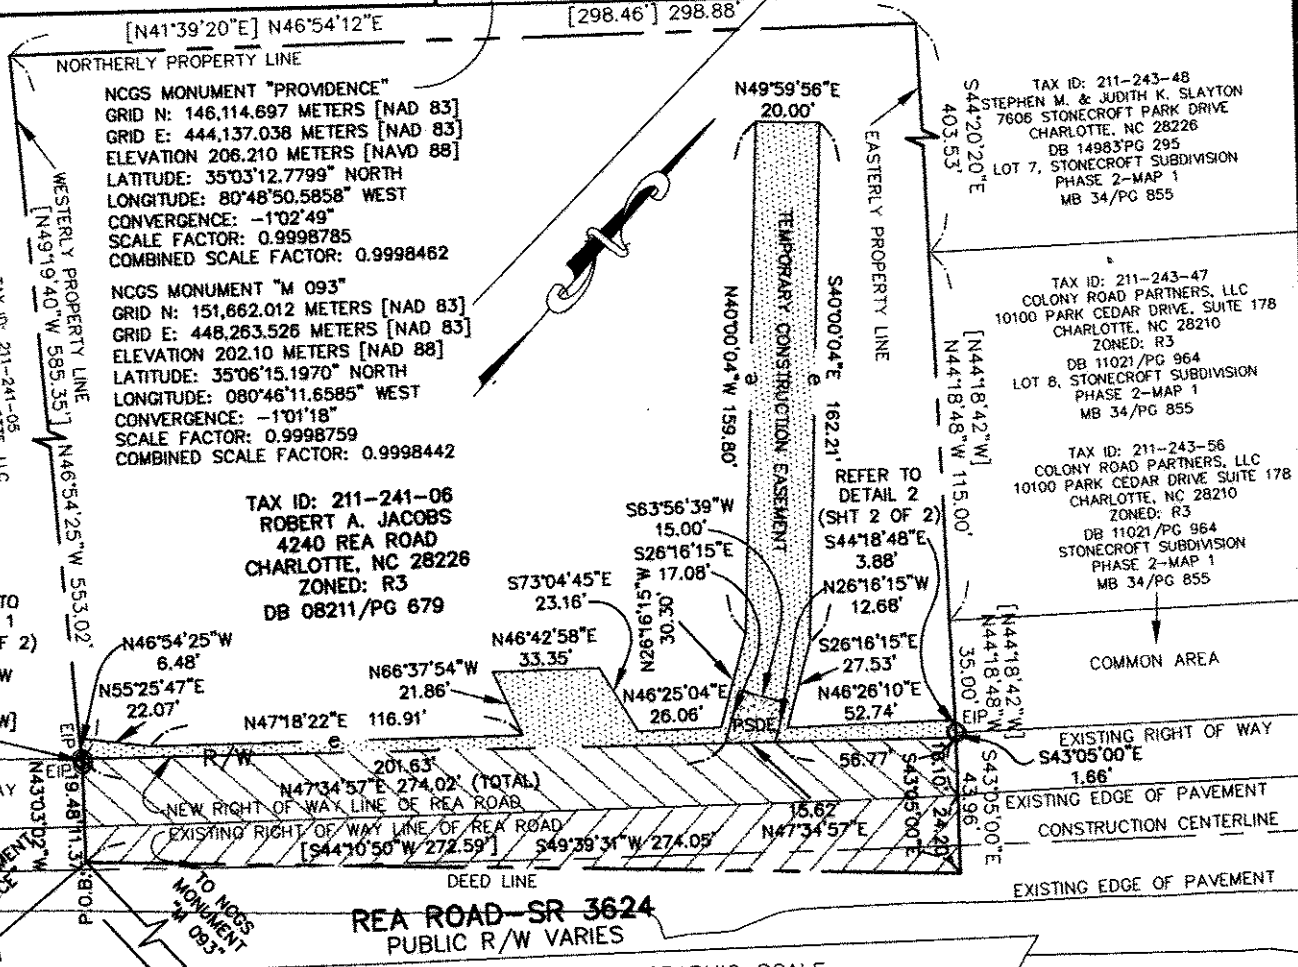 [N41°39'20"E] N46°54'12"E
[298.46'] 298.88'
NORTHERLY PROPERTY LINE
NCGS MONUMENT "PROVIDENCE"
GRID N: 146,114.697 METERS [NAD 83]
GRID E: 444,137.038 METERS [NAD 83]
ELEVATION 206.210 METERS [NAVD 88]
LATITUDE: 35°03'12.7799" NORTH
LONGITUDE: 80°48'50.5858" WEST
CONVERGENCE: -1°02'49"
SCALE FACTOR: 0.9998785
COMBINED SCALE FACTOR: 0.9998462
NCGS MONUMENT "M 093"
GRID N: 151,662.012 METERS [NAD 83]
GRID E: 448,263.526 METERS [NAD 83]
ELEVATION 202.10 METERS [NAD 88]
LATITUDE: 35°06'15.1970" NORTH
LONGITUDE: 080°46'11.6585" WEST
CONVERGENCE: -1°01'18"
SCALE FACTOR: 0.9998759
COMBINED SCALE FACTOR: 0.9998442
WESTERLY PROPERTY LINE
[N49°19'40"W 585.35'] N46°54'25"W 553.02'
TAX ID: 211-241-05
TAX ID: 211-241-06
ROBERT A. JACOBS
4240 REA ROAD
CHARLOTTE, NC 28226
ZONED: R3
DB 08211/PG 679
N49°59'56"E
20.00'
EASTERLY PROPERTY LINE
TEMPORARY CONSTRUCTION EASEMENT
N40°00'04"W 159.80'
S40°00'04"E 162.21'
e
e
S44°20'20"E
403.53'
TAX ID: 211-243-48
STEPHEN M. & JUDITH K. SLAYTON
7606 STONECROFT PARK DRIVE
CHARLOTTE, NC 28226
DB 14983/PG 295
LOT 7, STONECROFT SUBDIVISION
PHASE 2-MAP 1
MB 34/PG 855
TAX ID: 211-243-47
COLONY ROAD PARTNERS, LLC
10100 PARK CEDAR DRIVE, SUITE 178
CHARLOTTE, NC 28210
ZONED: R3
DB 11021/PG 964
LOT 8, STONECROFT SUBDIVISION
PHASE 2-MAP 1
MB 34/PG 855
[N44°18'42"W]
N44°18'48"W 115.00'
TAX ID: 211-243-56
COLONY ROAD PARTNERS, LLC
10100 PARK CEDAR DRIVE SUITE 178
CHARLOTTE, NC 28210
ZONED: R3
DB 11021/PG 964
STONECROFT SUBDIVISION
PHASE 2-MAP 1
MB 34/PG 855
COMMON AREA
[N44°18'42"W]
N44°18'48"W
35.00'
REFER TO
DETAIL 2
(SHT 2 OF 2)
S44°18'48"E
3.88'
N26°16'15"W
12.68'
S26°16'15"E
27.53'
N46°26'10"E
52.74'
S63°56'39"W
15.00'
S26°16'15"E
17.08'
N26°16'15"W
30.30'
N46°25'04"E
26.06'
S73°04'45"E
23.16'
N46°42'58"E
33.35'
N66°37'54"W
21.86'
N47°18'22"E 116.91'
N46°54'25"W
6.48'
N55°25'47"E
22.07'
TO
1
F 2)
W
W]
EIP
EIP
EIP
PSDE
e
R/W
201.63'
N47°34'57"E 274.02' (TOTAL)
NEW RIGHT OF WAY LINE OF REA ROAD
EXISTING RIGHT OF WAY LINE OF REA ROAD
[S44°10'50"W 272.59'] S49°39'31"W 274.05'
56.77'
15.62'
N47°34'57"E
S43°05'00"E
24.20'
S43°05'00"E
43.96'
S43°05'00"E
1.66'
EXISTING RIGHT OF WAY
EXISTING EDGE OF PAVEMENT
CONSTRUCTION CENTERLINE
EXISTING EDGE OF PAVEMENT
N43°03'02"W
P.O.B.
DEED LINE
TO NCGS
MONUMENT
"M 093"
REA ROAD-SR 3624
PUBLIC R/W VARIES